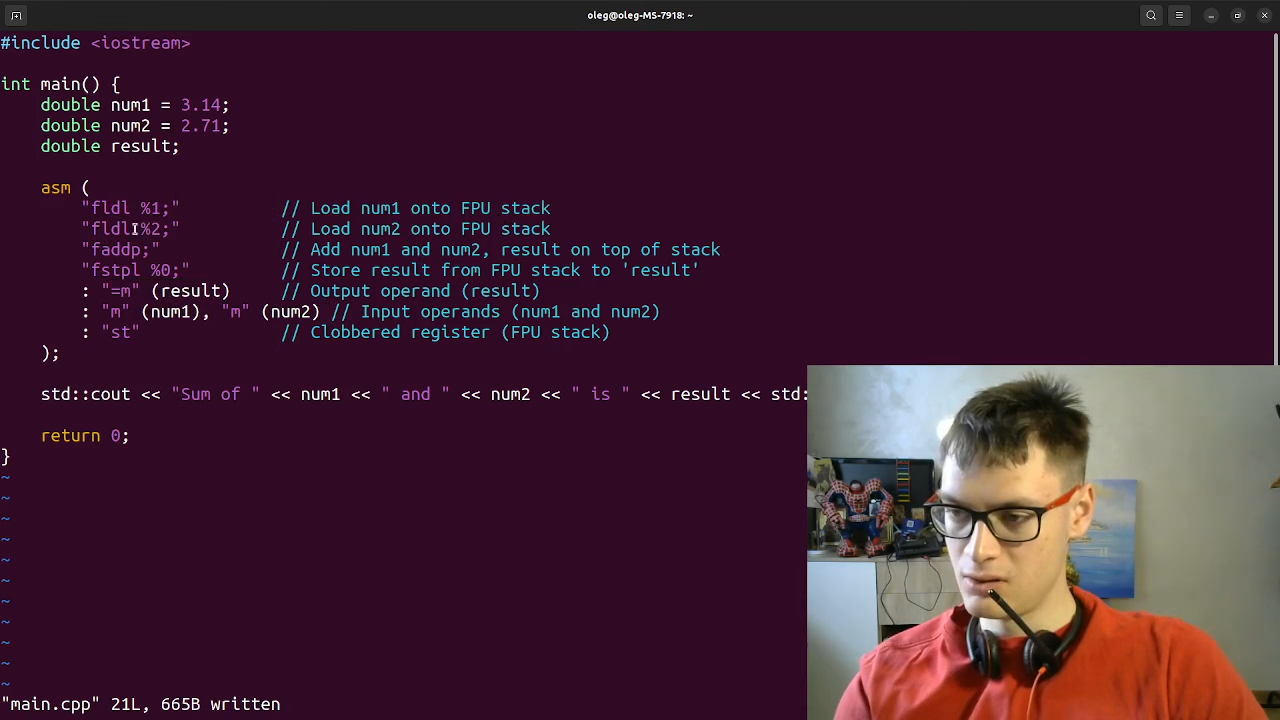 oleg@oleg-MS-7918: ~
#include <iostream>
int main() {
    double num1 = 3.14;
    double num2 = 2.71;
    double result;
    asm (
        "fldl %1;"          // Load num1 onto FPU stack
        "fldl %2;"          // Load num2 onto FPU stack
        "faddp;"            // Add num1 and num2, result on top of stack
        "fstpl %0;"         // Store result from FPU stack to 'result'
        : "=m" (result)     // Output operand (result)
        : "m" (num1), "m" (num2) // Input operands (num1 and num2)
        : "st"              // Clobbered register (FPU stack)
    );
    std::cout << "Sum of " << num1 << " and " << num2 << " is " << result << std:
    return 0;
}
~
~
~
~
~
~
~
~
~
~
~
"main.cpp" 21L, 665B written